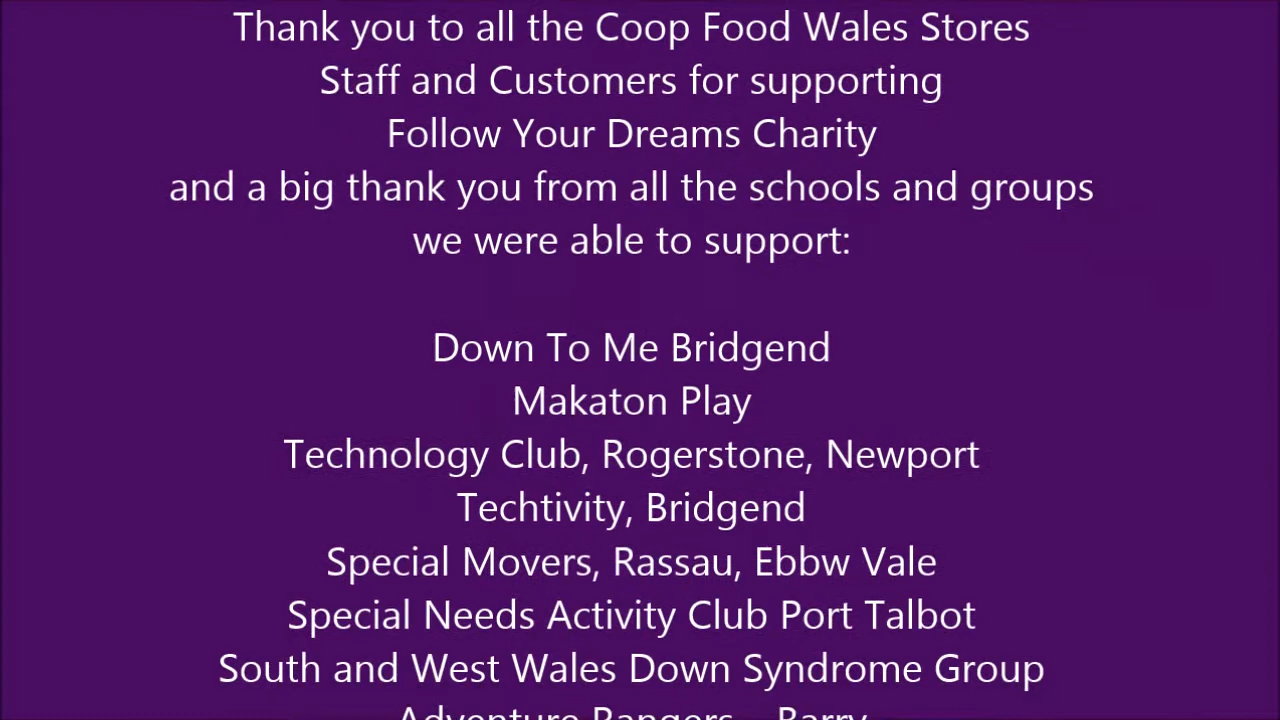 Thank you to all the Coop Food Wales Stores
Staff and Customers for supporting
Follow Your Dreams Charity
and a big thank you from all the schools and groups
we were able to support:
Down To Me Bridgend
Makaton Play
Technology Club, Rogerstone, Newport
Techtivity, Bridgend
Special Movers, Rassau, Ebbw Vale
Special Needs Activity Club Port Talbot
South and West Wales Down Syndrome Group
Adventure Rangers Barry